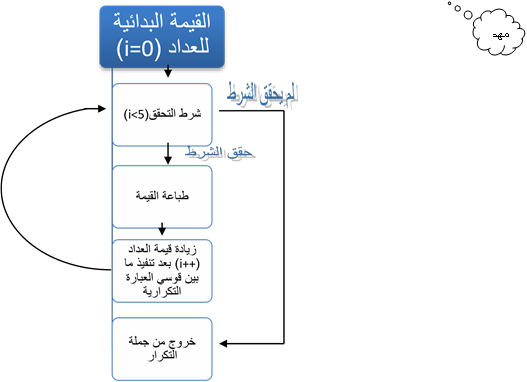 القيمة البدائية
للعداد (i=0)
مهد
لم يحقق الشرط
شرط التحقق(i<5)
حقق الشرط
طباعة القيمة
زيادة قيمة العداد
(i++) بعد تنفيذ ما
بين قوسي العبارة
التكرارية
خروج من جملة
التكرار